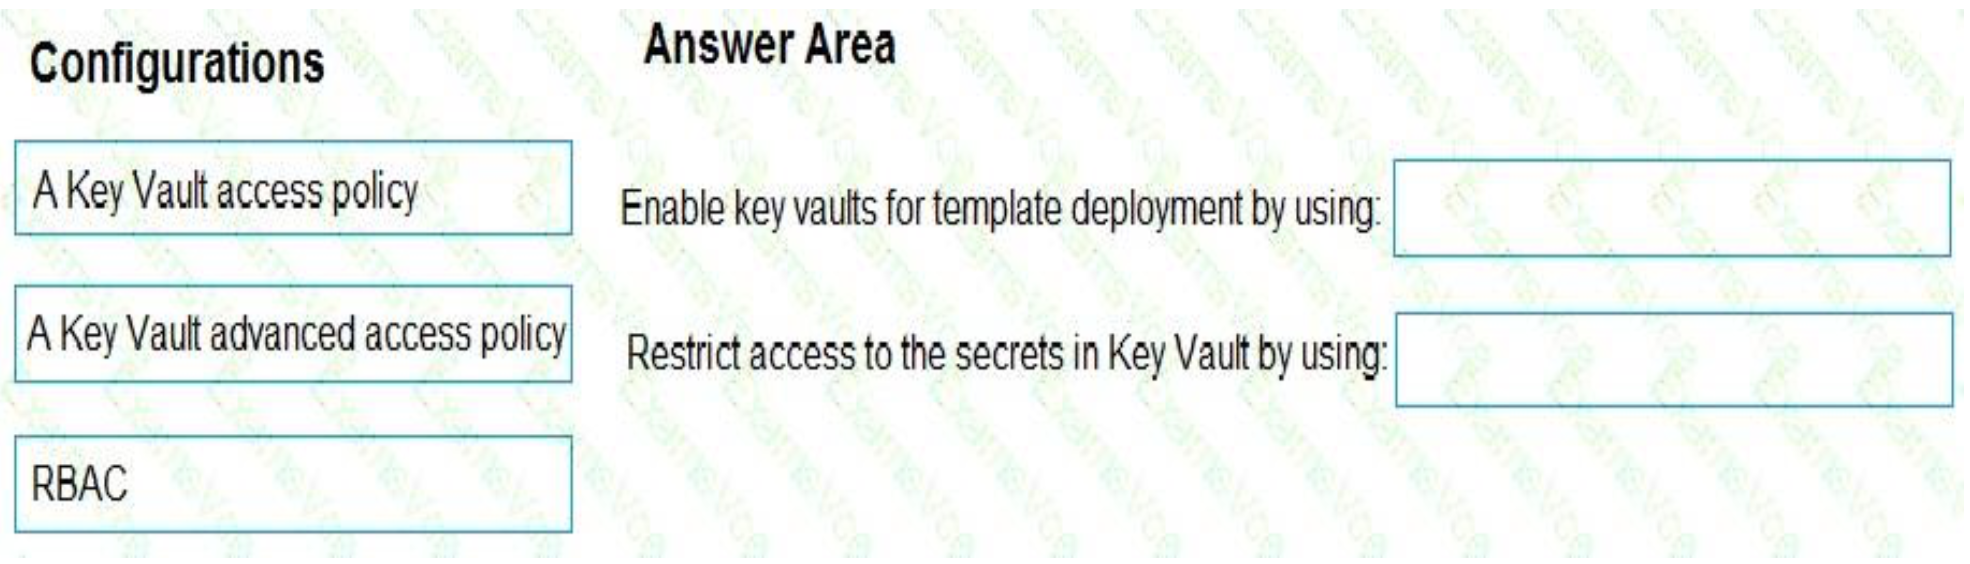 Configurations
A Key Vault access policy
A Key Vault advanced access policy
RBAC
Answer Area
Enable key vaults for template deployment by using:
Restrict access to the secrets in Key Vault by using: